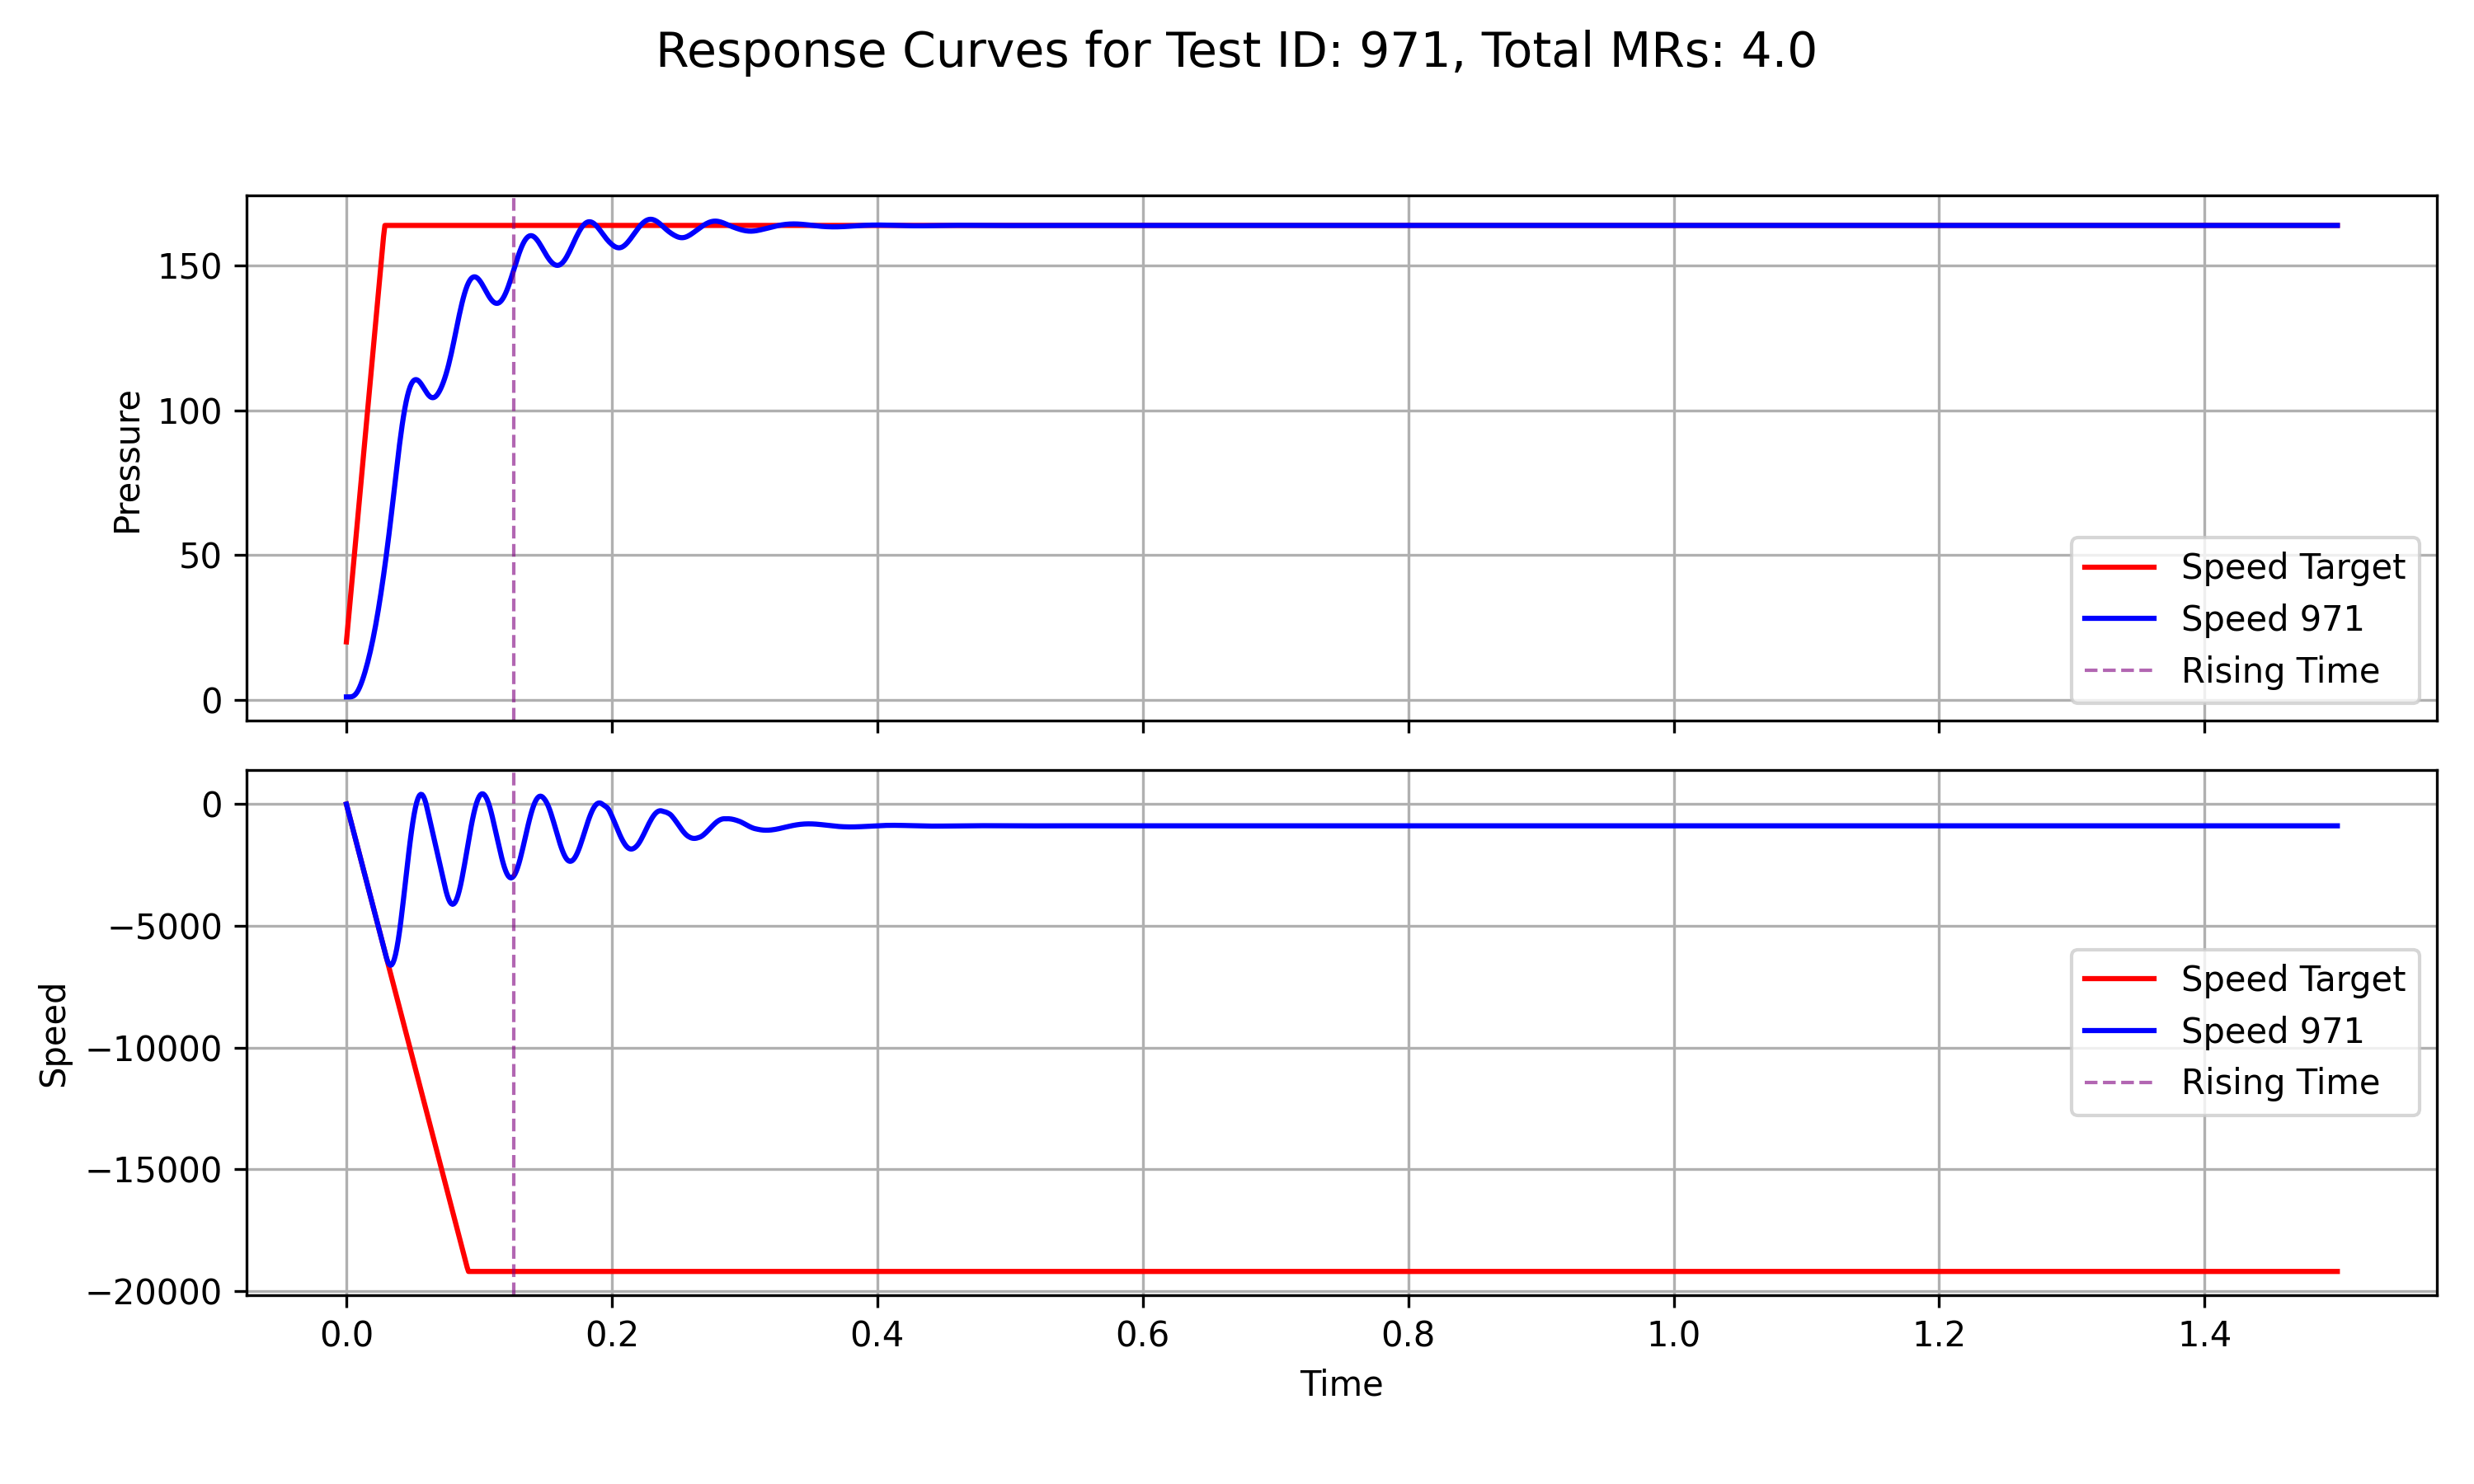 Response Curves for Test ID: 971, Total MRs: 4.0
150
100
50
0
Pressure
Speed Target
Speed 971
Rising Time
0
−5000
−10000
−15000
−20000
Speed
Speed Target
Speed 971
Rising Time
0.0 0.2 0.4 0.6 0.8 1.0 1.2 1.4
Time